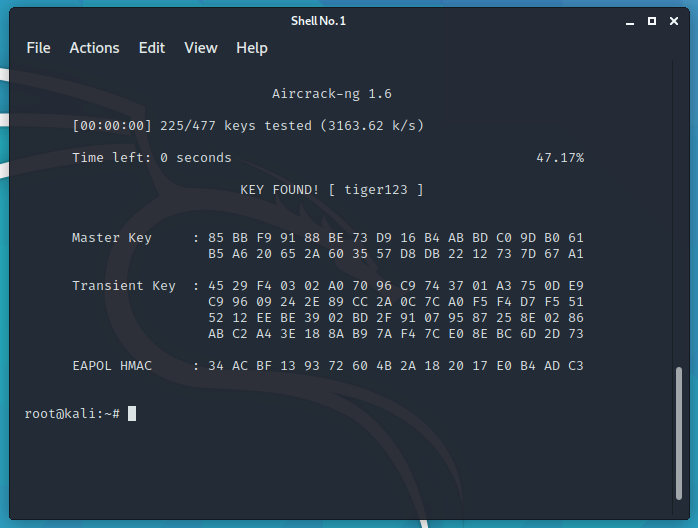 Shell No. 1
File Actions Edit View Help
Aircrack-ng 1.6
[00:00:00] 225/477 keys tested (3163.62 k/s)
Time left: 0 seconds 47.17%
KEY FOUND! [ tiger123 ]
Master Key : 85 BB F9 91 88 BE 73 D9 16 B4 AB BD C0 9D B0 61
B5 A6 20 65 2A 60 35 57 D8 DB 22 12 73 7D 67 A1
Transient Key : 45 29 F4 03 02 A0 70 96 C9 74 37 01 A3 75 0D E9
C9 96 09 24 2E 89 CC 2A 0C 7C A0 F5 F4 D7 F5 51
52 12 EE BE 39 02 BD 2F 91 07 95 87 25 8E 02 86
AB C2 A4 3E 18 8A B9 7A F4 7C E0 8E BC 6D 2D 73
EAPOL HMAC : 34 AC BF 13 93 72 60 4B 2A 18 20 17 E0 B4 AD C3
root@kali:~#